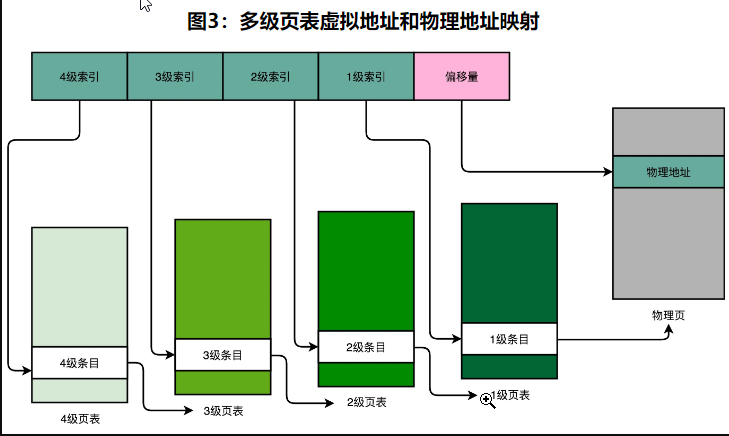 图3：多级页表虚拟地址和物理地址映射
4级索引
3级索引
2级索引
1级索引
偏移量
物理地址
物理页
4级条目
3级条目
2级条目
1级条目
4级页表
3级页表
2级页表
1级页表